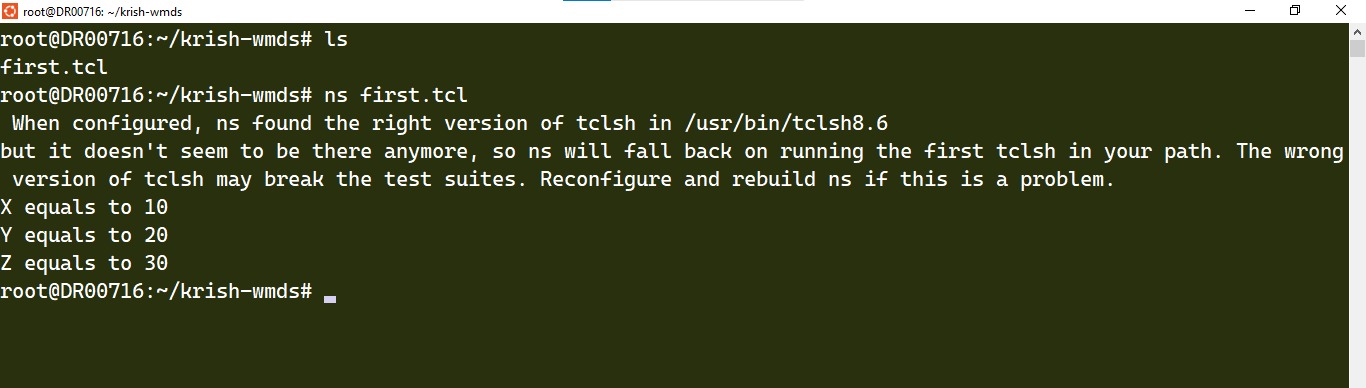 root@DR00716: ~/krish-wmds
root@DR00716:~/krish-wmds# ls
first.tcl
root@DR00716:~/krish-wmds# ns first.tcl
 When configured, ns found the right version of tclsh in /usr/bin/tclsh8.6
but it doesn't seem to be there anymore, so ns will fall back on running the first tclsh in your path. The wrong
 version of tclsh may break the test suites. Reconfigure and rebuild ns if this is a problem.
X equals to 10
Y equals to 20
Z equals to 30
root@DR00716:~/krish-wmds#